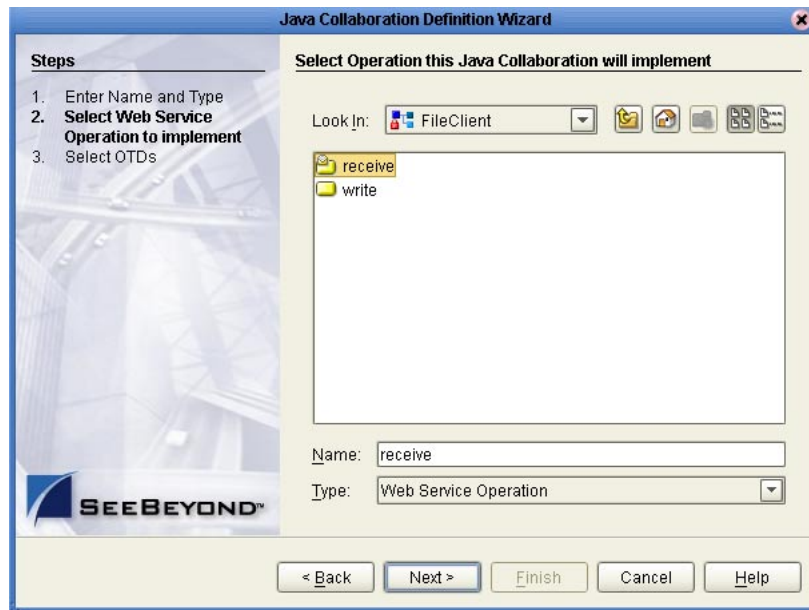 Java Collaboration Definition Wizard
Steps
1. Enter Name and Type
2. Select Web Service
Operation to implement
3. Select OTDs
SEEBEYOND™
Select Operation this Java Collaboration will implement
Look In: FileClient
receive
write
Name: receive
Type: Web Service Operation
< Back Next > Finish Cancel Help